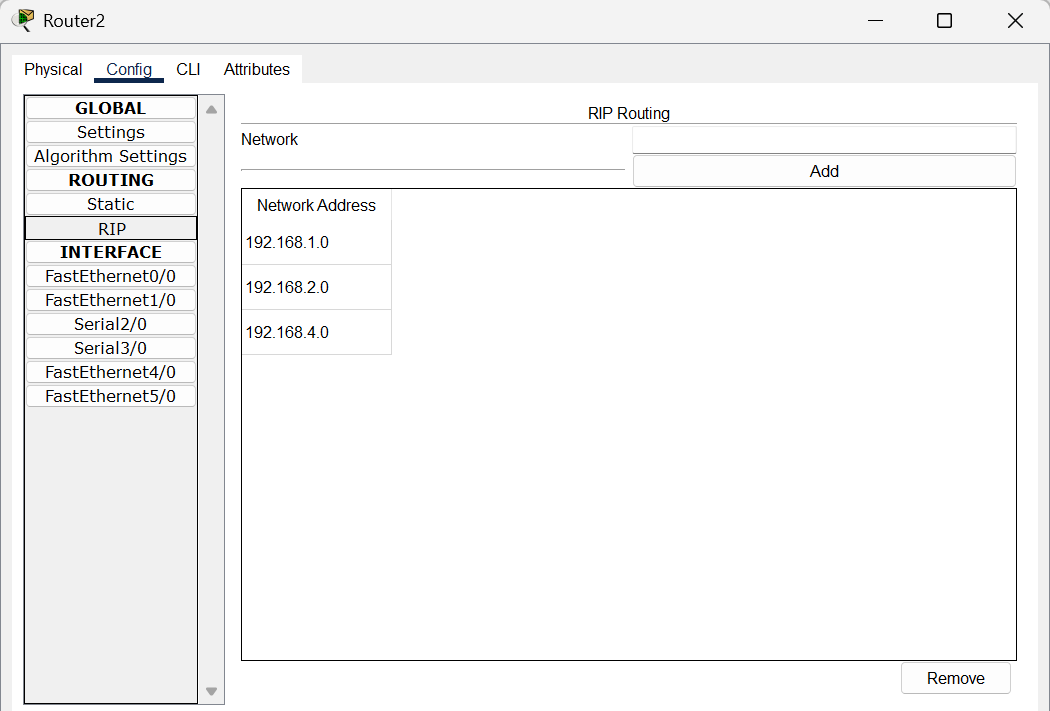 Router2
Physical Config CLI Attributes
GLOBAL
Settings
Algorithm Settings
ROUTING
Static
RIP
INTERFACE
FastEthernet0/0
FastEthernet1/0
Serial2/0
Serial3/0
FastEthernet4/0
FastEthernet5/0
RIP Routing
Network
Add
Network Address
192.168.1.0
192.168.2.0
192.168.4.0
Remove